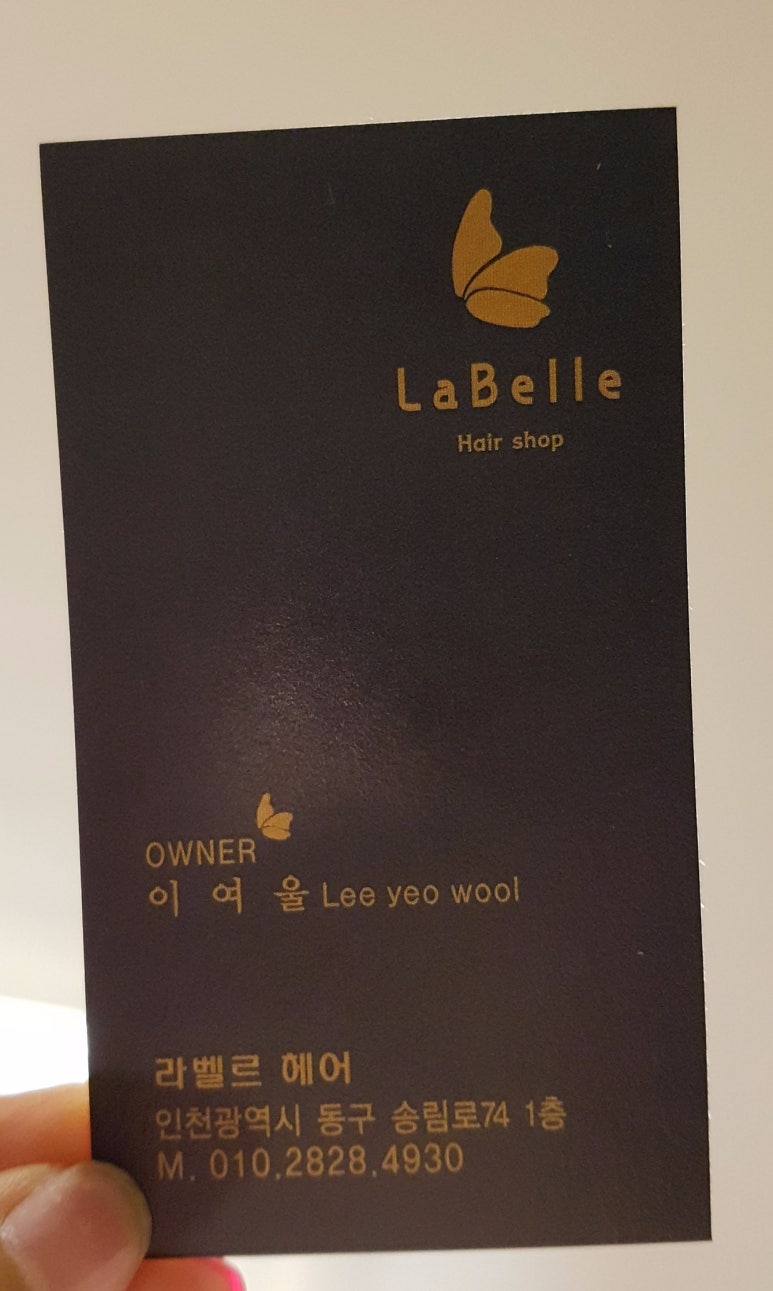 LaBelle
Hair shop
OWNER
이 여 울 Lee yeo wool
라벨르 헤어
인천광역시 동구 송림로74 1층
M. 010.2828.4930